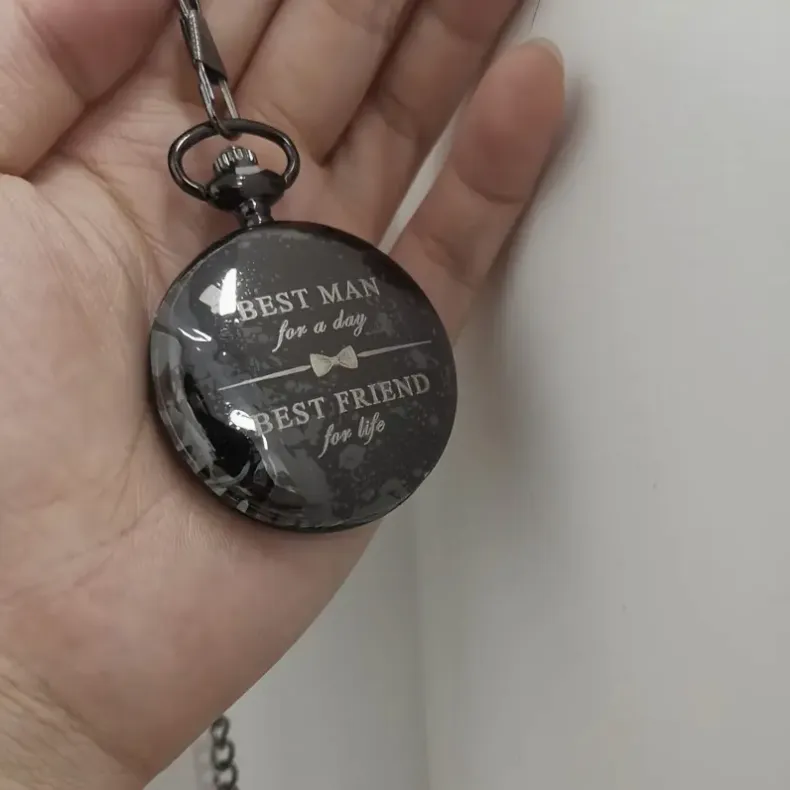 BEST MAN
for a day
BEST FRIEND
for life